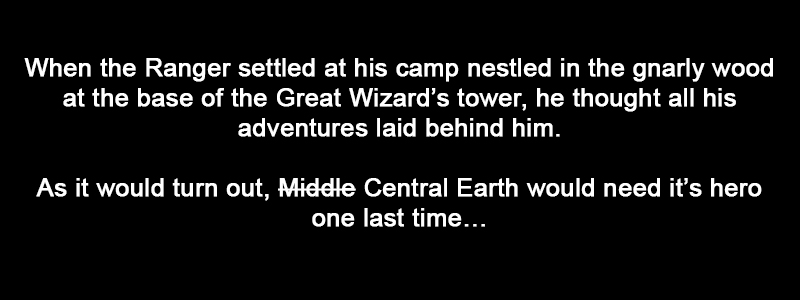 When the Ranger settled at his camp nestled in the gnarly wood
at the base of the Great Wizard’s tower, he thought all his
adventures laid behind him.
As it would turn out, Middle Central Earth would need it’s hero
one last time…